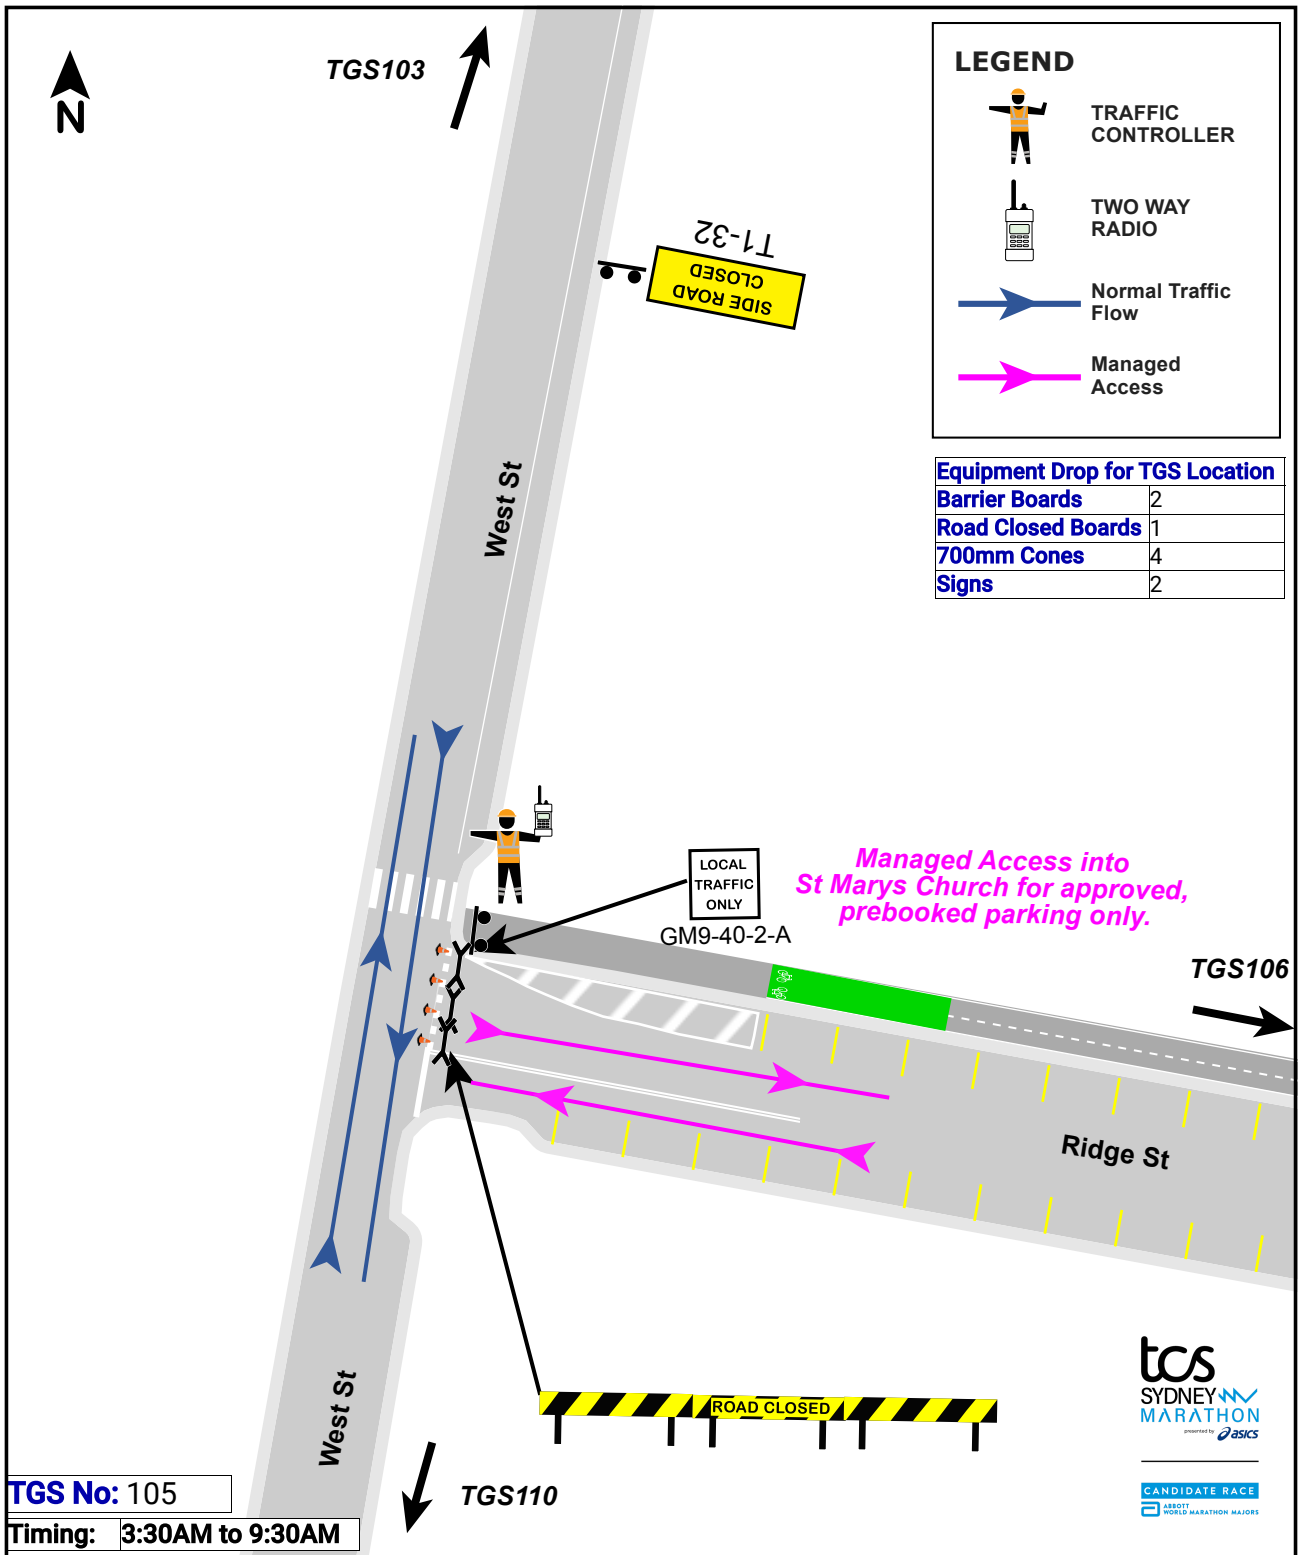 N
TGS103
LEGEND
TRAFFIC
CONTROLLER
TWO WAY
RADIO
Normal Traffic
Flow
Managed
Access
T1-32
SIDE ROAD
CLOSED
Equipment Drop for TGS Location
Barrier Boards 2
Road Closed Boards 1
700mm Cones 4
Signs 2
West St
LOCAL
TRAFFIC
ONLY
GM9-40-2-A
Managed Access into
St Marys Church for approved,
prebooked parking only.
TGS106
Ridge St
West St
ROAD CLOSED
TGS110
TGS No: 105
Timing: 3:30AM to 9:30AM
tcs
SYDNEY
MARATHON
presented by asics
CANDIDATE RACE
ABBOTT
WORLD MARATHON MAJORS